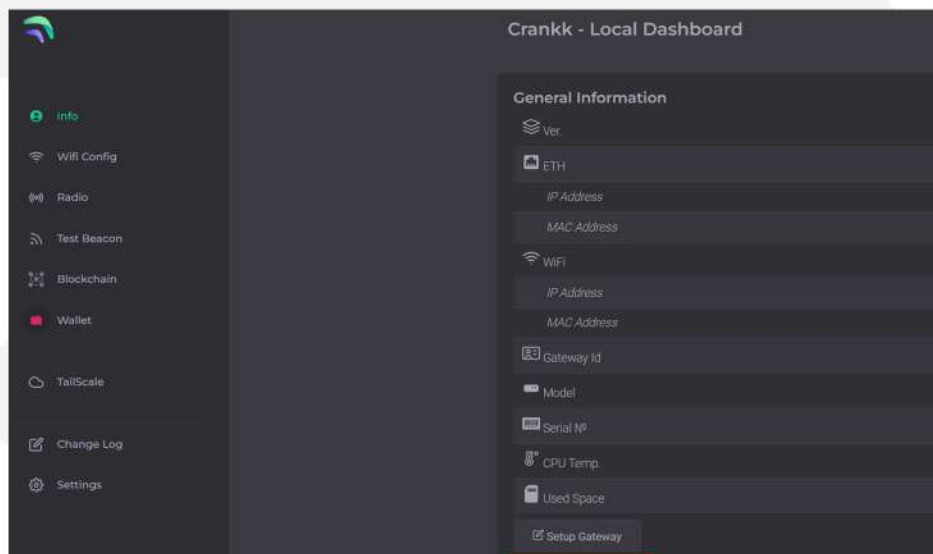 Crankk - Local Dashboard
Info
Wifi Config
Radio
Test Beacon
Blockchain
Wallet
TailScale
Change Log
Settings
General Information
Ver.
ETH
IP Address
MAC Address
WiFi
IP Address
MAC Address
Gateway Id
Model
Serial Nº
CPU Temp.
Used Space
Setup Gateway